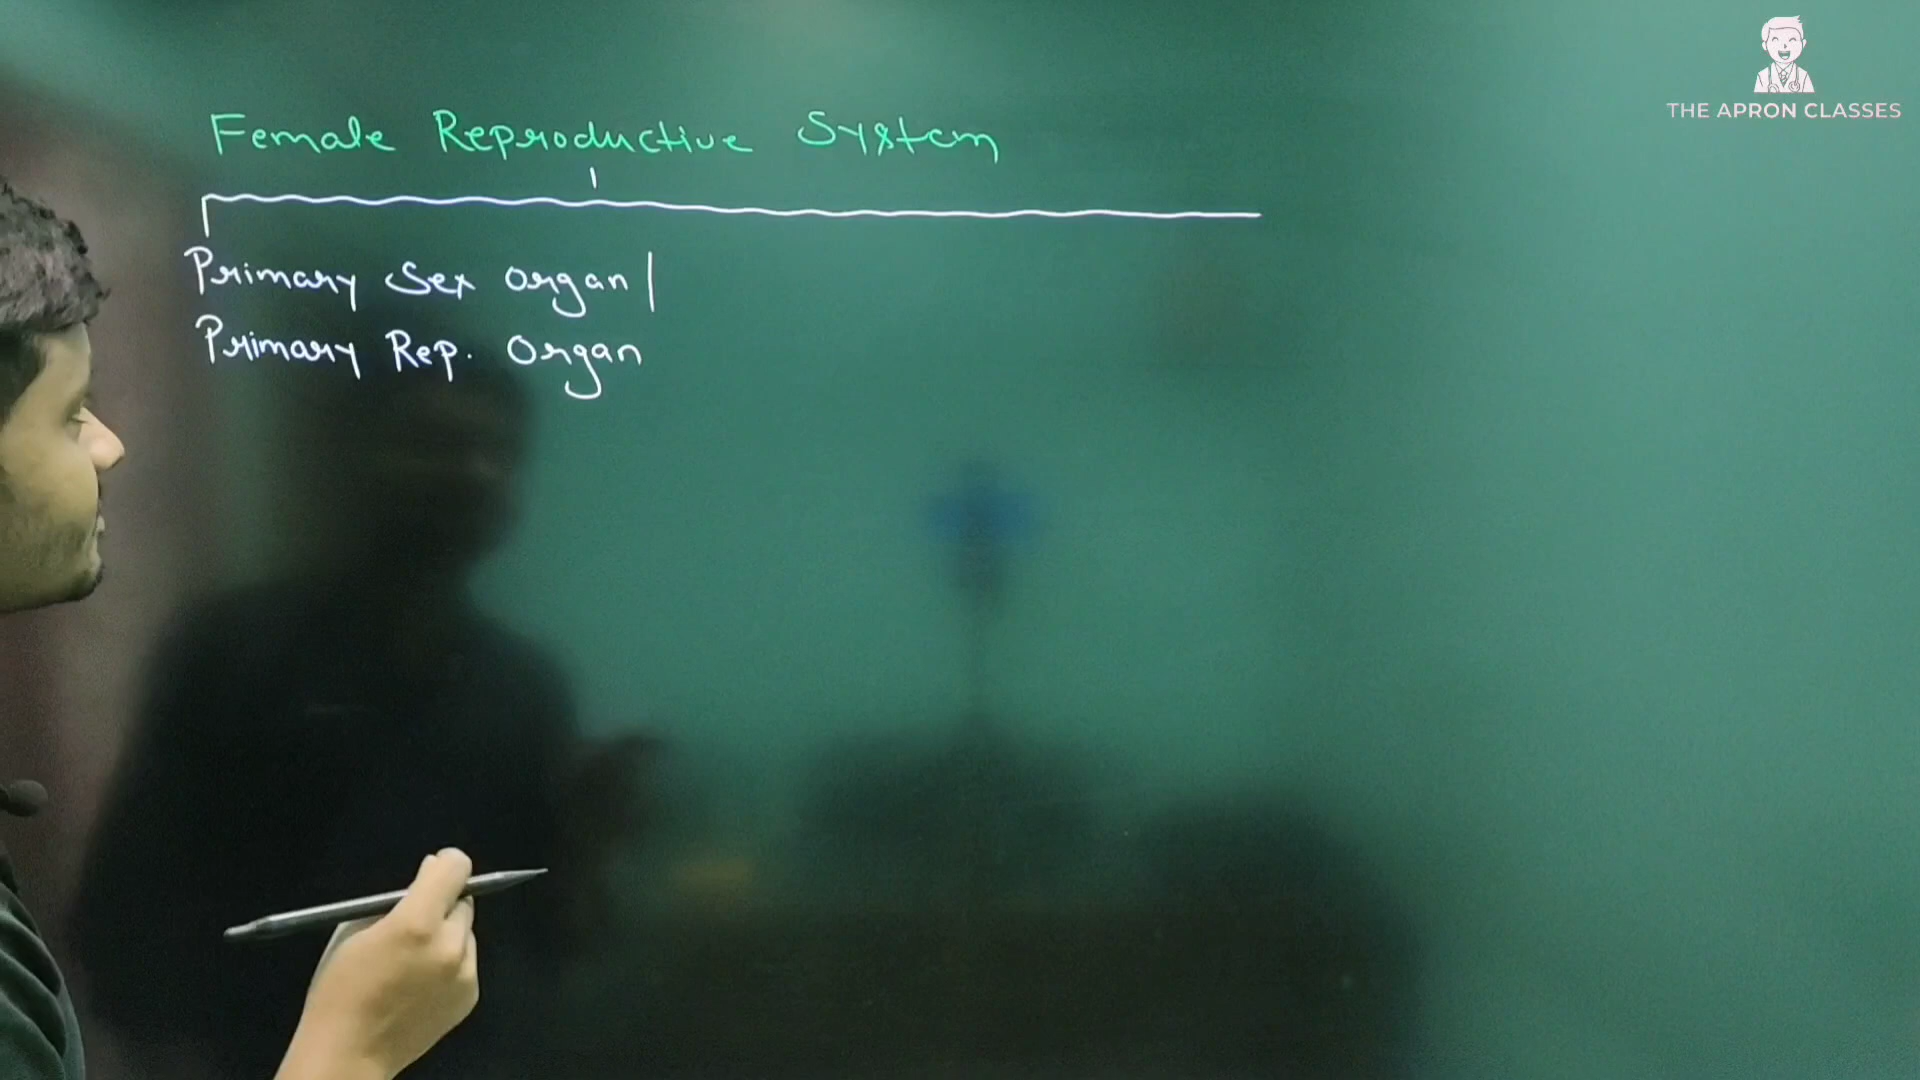 THE APRON CLASSES
Female Reproductive System
Primary Sex organ |
Primary Rep. Organ